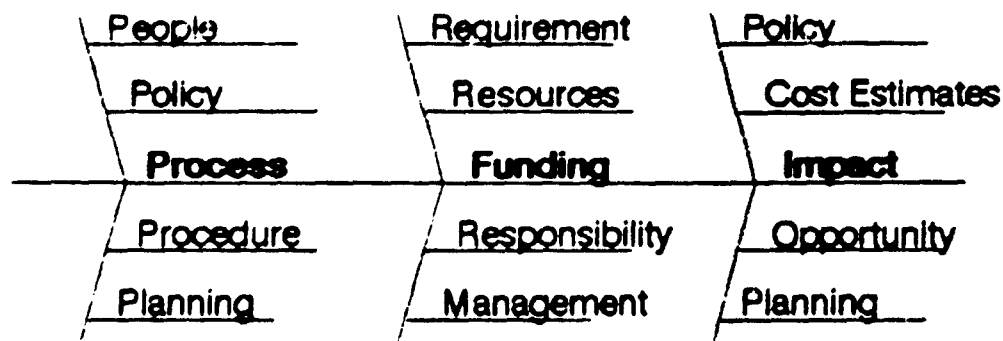 People Requirement Policy
Policy Resources Cost Estimates
Process Funding Impact
Procedure Responsibility Opportunity
Planning Management Planning